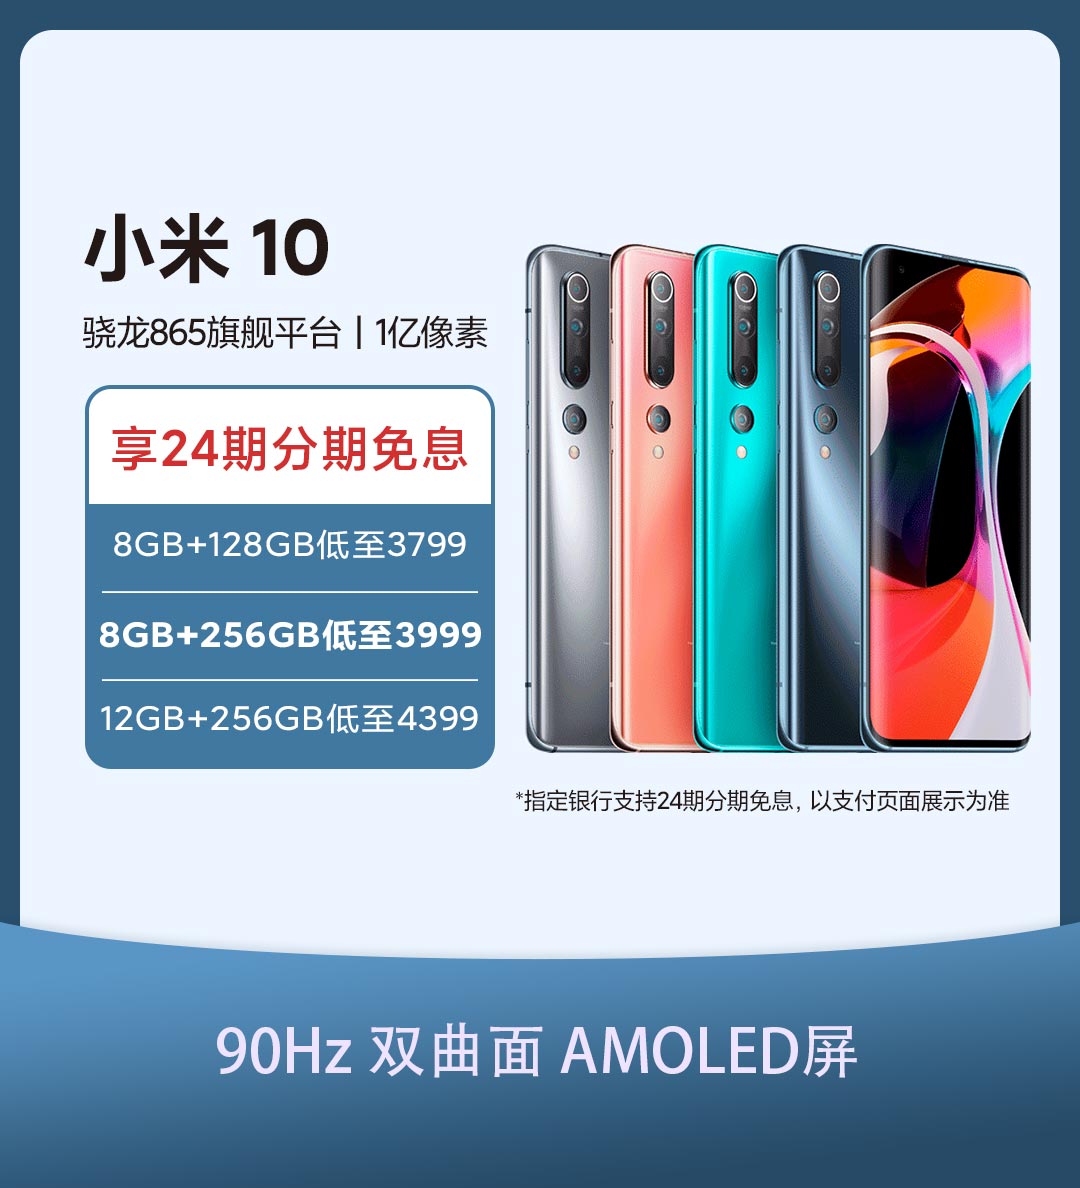 小米 10
骁龙865旗舰平台 | 1亿像素
享24期分期免息
8GB+128GB低至3799
8GB+256GB低至3999
12GB+256GB低至4399
*指定银行支持24期分期免息，以支付页面展示为准
90Hz 双曲面 AMOLED屏